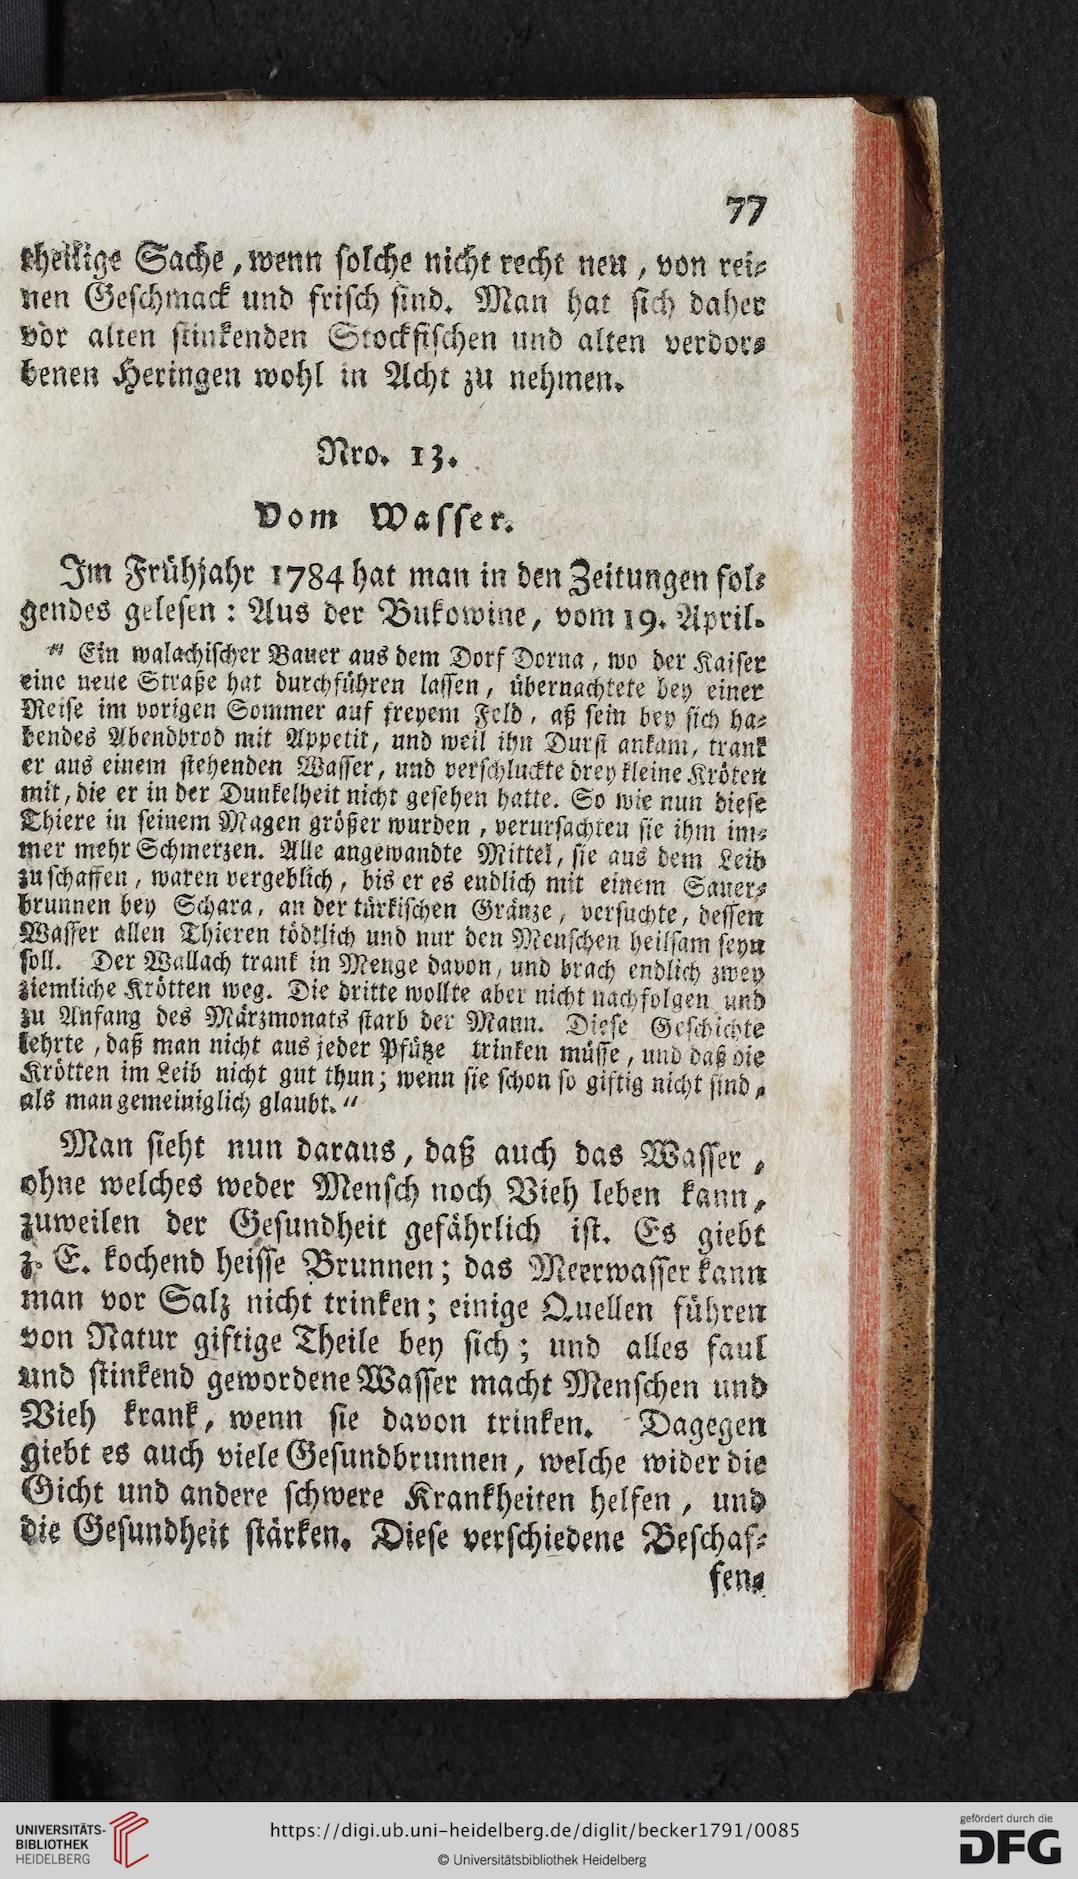 77
theilige Sache, wenn solche nicht recht neu, von rei-
nen Geschmack und frisch sind. Man hat sich daher
vor alten stinkenden Stockfischen und alten verdor-
benen Heringen wohl in Acht zu nehmen.
Nro. 13.
Vom Wasser.
Im Frühjahr 1784 hat man in den Zeitungen fol-
gendes gelesen: Aus der Bukowine, vom 19. April.
"Ein walachischer Bauer aus dem Dorf Dorna, wo der Kaiser
eine neue Straße hat durchführen lassen, übernachtete bey einer
Reise im vorigen Sommer auf freyem Feld, aß sein bey sich ha-
bendes Abendbrod mit Appetit, und weil ihn Durst ankam, trank
er aus einem stehenden Wasser, und verschluckte drey kleine Kröten
mit, die er in der Dunkelheit nicht gesehen hatte. So wie nun diese
Thiere in seinem Magen größer wurden, verursachten sie ihm im-
mer mehr Schmerzen. Alle angewandte Mittel, sie aus dem Leib
zu schaffen, waren vergeblich, bis er es endlich mit einem Sauer-
brunnen bey Schara, an der türkischen Gränze, versuchte, dessen
Wasser allen Thieren tödtlich und nur den Menschen heilsam seyn
soll. Der Wallach trank in Menge davon, und brach endlich zwey
ziemliche Krötten weg. Die dritte wollte aber nicht nachfolgen und
zu Anfang des Märzmonats starb der Mann. Diese Geschichte
lehrte, daß man nicht aus jeder Pfütze trinken müsse, und daß die
Krötten im Leib nicht gut thun; wenn sie schon so giftig nicht sind,
als man gemeiniglich glaubt."
Man sieht nun daraus, daß auch das Wasser,
ohne welches weder Mensch noch Vieh leben kann,
zuweilen der Gesundheit gefährlich ist. Es giebt
z. E. kochend heisse Brunnen; das Meerwasser kann
man vor Salz nicht trinken; einige Quellen führen
von Natur giftige Theile bey sich; und alles faul
und stinkend gewordene Wasser macht Menschen und
Vieh krank, wenn sie davon trinken. Dagegen
giebt es auch viele Gesundbrunnen, welche wider die
Gicht und andere schwere Krankheiten helfen, und
die Gesundheit stärken. Diese verschiedene Beschaf-
fen-
UNIVERSITÄTS-
BIBLIOTHEK
HEIDELBERG
https://digi.ub.uni-heidelberg.de/diglit/becker1791/0085
© Universitätsbibliothek Heidelberg
gefördert durch die
DFG